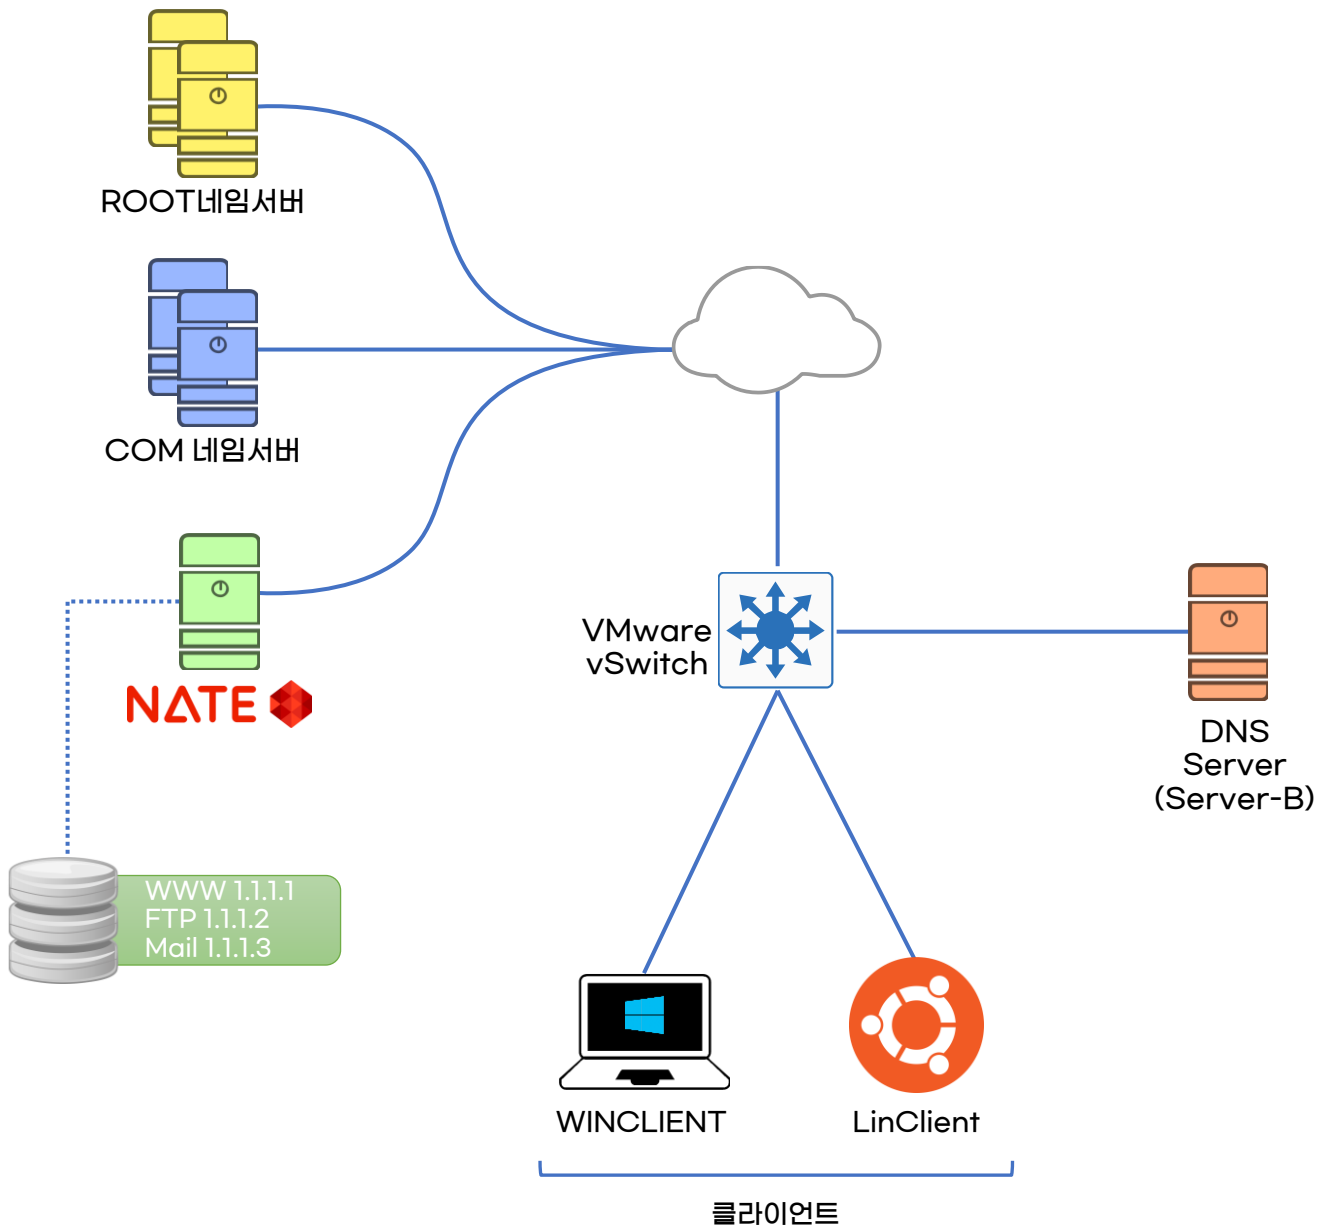 ROOT네임서버
COM 네임서버
NATE
VMware
vSwitch
DNS
Server
(Server-B)
WWW 1.1.1.1
FTP 1.1.1.2
Mail 1.1.1.3
WINCLIENT
LinClient
클라이언트